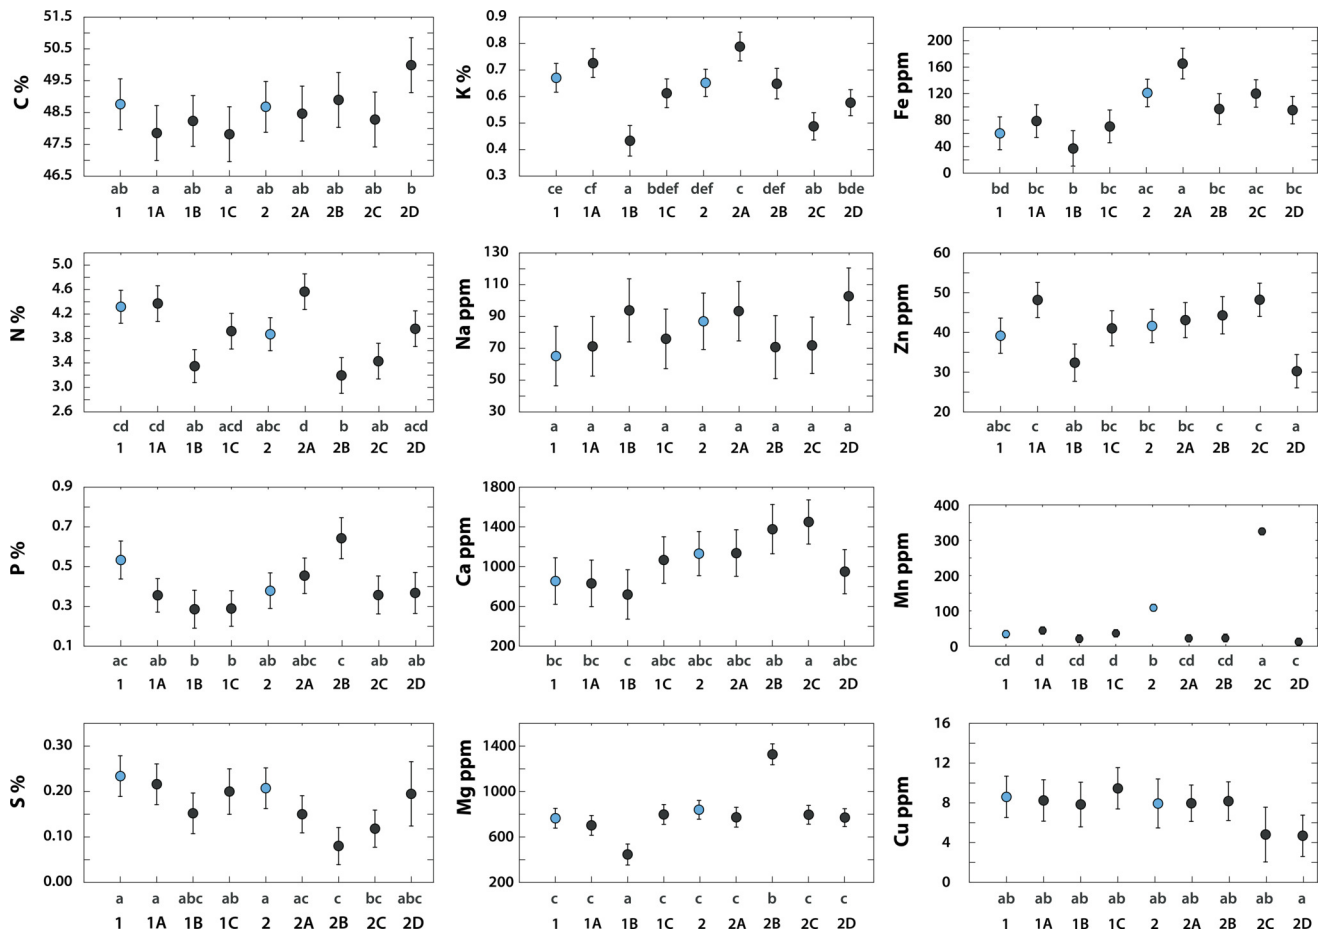 C %
51.5
50.5
49.5
48.5
47.5
46.5
ab a ab a ab ab ab ab b
1 1A 1B 1C 2 2A 2B 2C 2D
K %
0.9
0.8
0.7
0.6
0.5
0.4
0.3
ce cf a bdef def c def ab bde
1 1A 1B 1C 2 2A 2B 2C 2D
Fe ppm
200
160
120
80
40
0
bd bc b bc ac a bc ac bc
1 1A 1B 1C 2 2A 2B 2C 2D
N %
5.0
4.6
4.2
3.8
3.4
3.0
2.6
cd cd ab acd abc d b ab acd
1 1A 1B 1C 2 2A 2B 2C 2D
Na ppm
130
110
90
70
50
30
a a a a a a a a a
1 1A 1B 1C 2 2A 2B 2C 2D
Zn ppm
60
50
40
30
20
abc c ab bc bc bc c c a
1 1A 1B 1C 2 2A 2B 2C 2D
P %
0.9
0.7
0.5
0.3
0.1
ac ab b b ab abc c ab ab
1 1A 1B 1C 2 2A 2B 2C 2D
Ca ppm
1800
1400
1000
600
200
bc bc c abc abc abc ab a abc
1 1A 1B 1C 2 2A 2B 2C 2D
Mn ppm
400
300
200
100
0
cd d cd d b cd cd a c
1 1A 1B 1C 2 2A 2B 2C 2D
S %
0.30
0.20
0.10
0.00
a a abc ab a ac c bc abc
1 1A 1B 1C 2 2A 2B 2C 2D
Mg ppm
1400
1000
600
200
c c a c c c b c c
1 1A 1B 1C 2 2A 2B 2C 2D
Cu ppm
16
12
8
4
0
ab ab ab ab ab ab ab ab a
1 1A 1B 1C 2 2A 2B 2C 2D